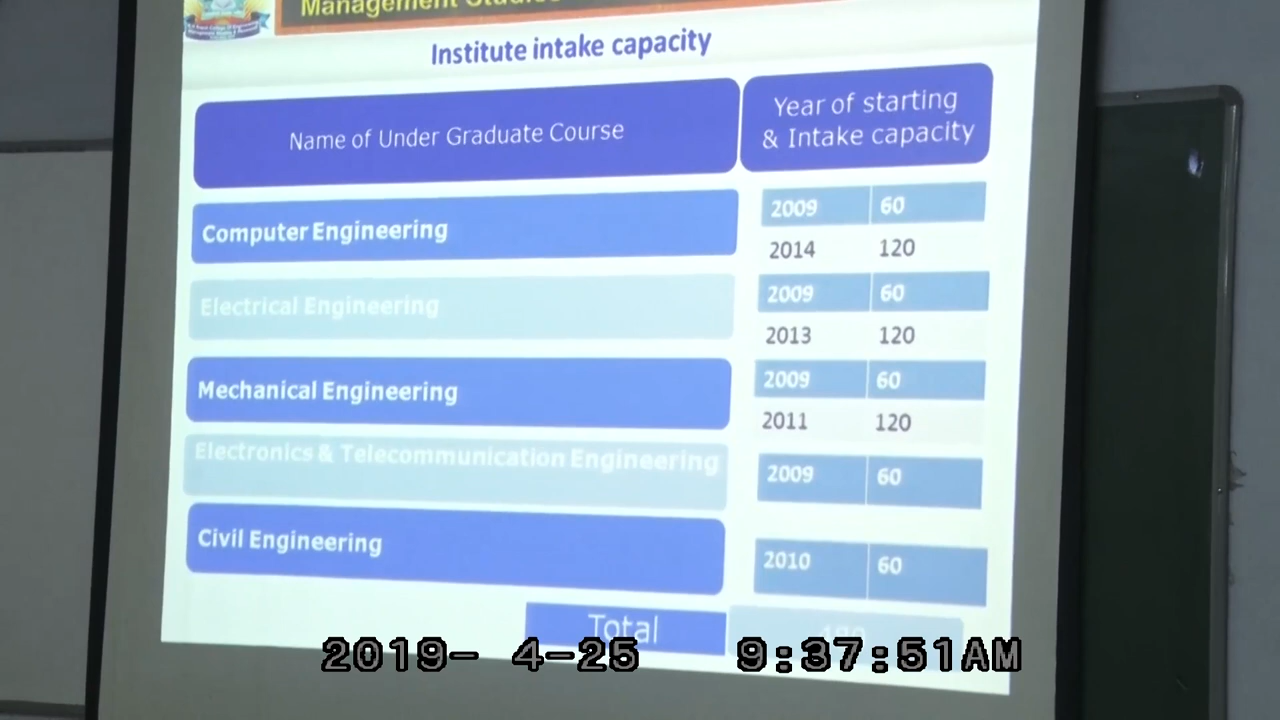 Management Studies
Institute intake capacity
Name of Under Graduate Course
Year of starting
& Intake capacity
Computer Engineering
2009 60
2014 120
Electrical Engineering
2009 60
2013 120
Mechanical Engineering
2009 60
2011 120
Electronics & Telecommunication Engineering
2009 60
Civil Engineering
2010 60
Total
2019- 4-25 9:37:51AM